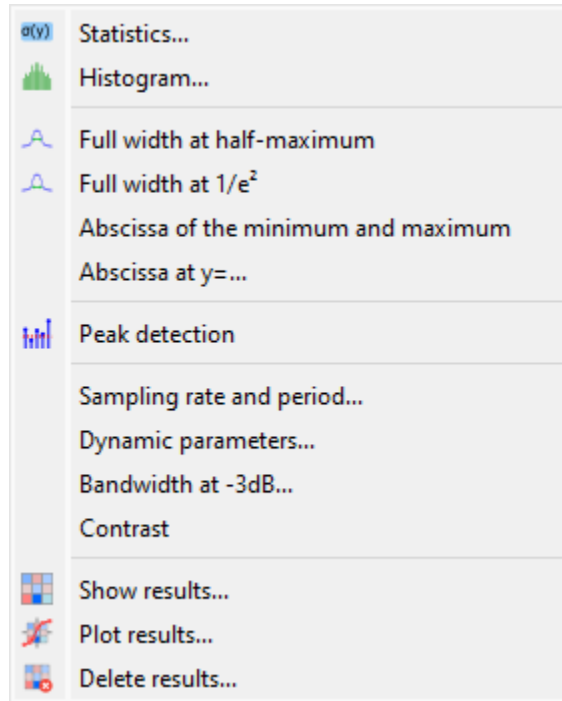 σ(y) Statistics...
Histogram...
Full width at half-maximum
Full width at 1/e²
Abscissa of the minimum and maximum
Abscissa at y=...
Peak detection
Sampling rate and period...
Dynamic parameters...
Bandwidth at -3dB...
Contrast
Show results...
Plot results...
Delete results...